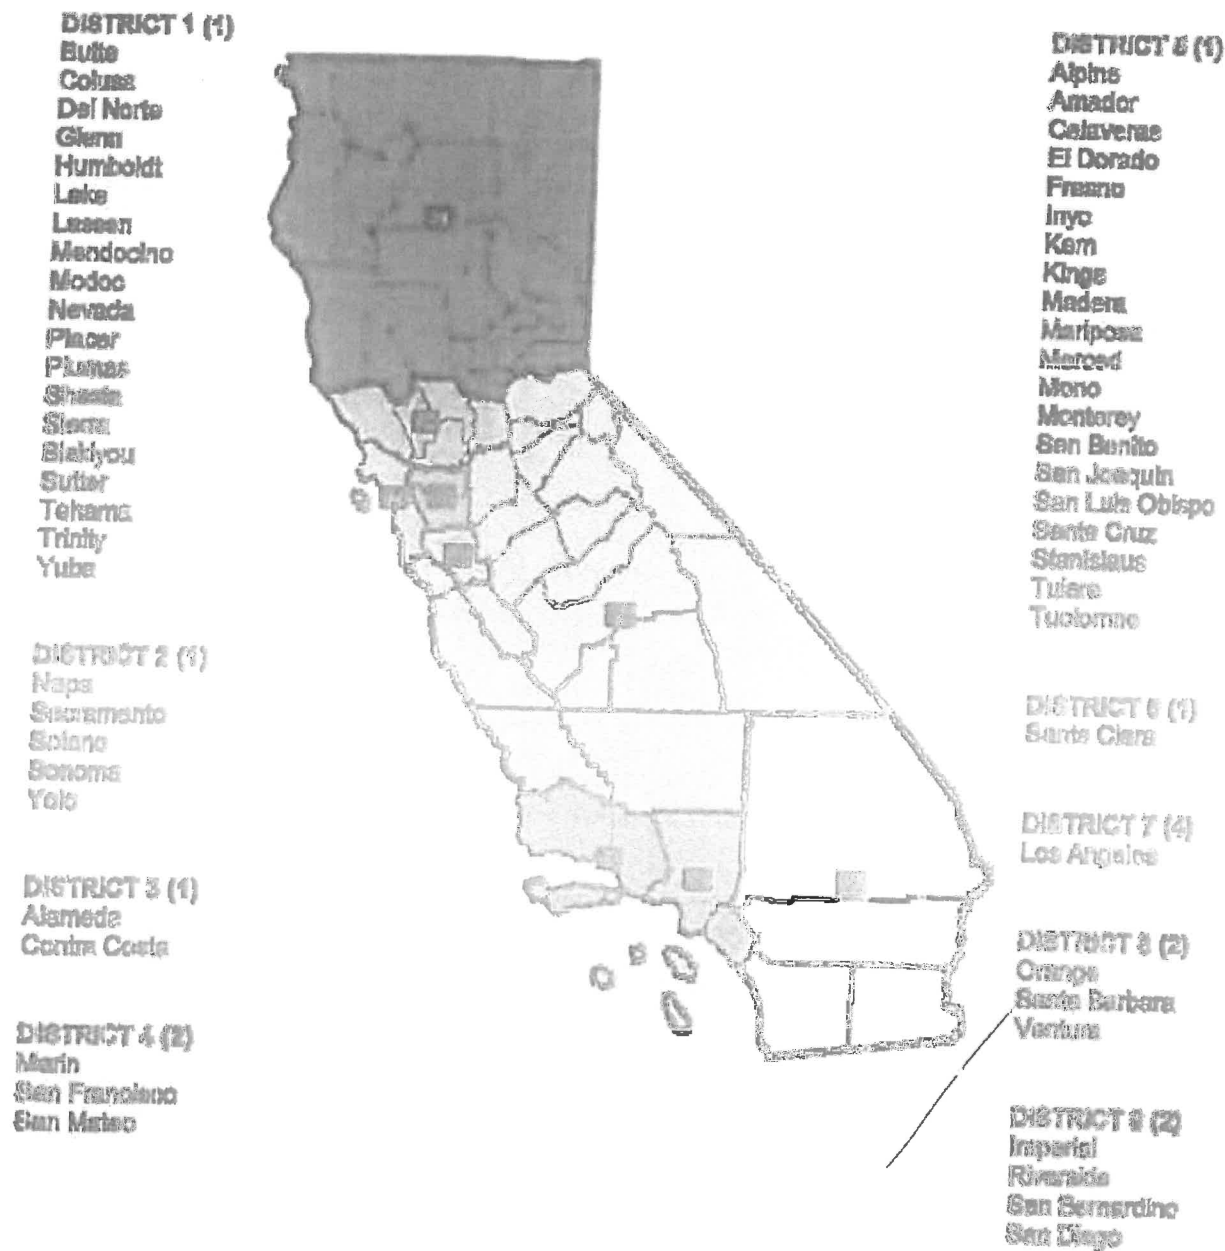 DISTRICT 1 (1)
Butte
Colusa
Del Norte
Glenn
Humboldt
Lake
Lassen
Mendocino
Modoc
Nevada
Placer
Plumas
Shasta
Sierra
Siskiyou
Sutter
Tehama
Trinity
Yuba
DISTRICT 2 (1)
Napa
Sacramento
Solano
Sonoma
Yolo
DISTRICT 3 (1)
Alameda
Contra Costa
DISTRICT 4 (2)
Marin
San Francisco
San Mateo
DISTRICT 5 (1)
Alpine
Amador
Calaveras
El Dorado
Fresno
Inyo
Kern
Kings
Madera
Mariposa
Merced
Mono
Monterey
San Benito
San Joaquin
San Luis Obispo
Santa Cruz
Stanislaus
Tulare
Tuolomne
DISTRICT 6 (1)
Santa Clara
DISTRICT 7 (4)
Los Angeles
DISTRICT 8 (2)
Orange
Santa Barbara
Ventura
DISTRICT 9 (2)
Imperial
Riverside
San Bernardino
San Diego